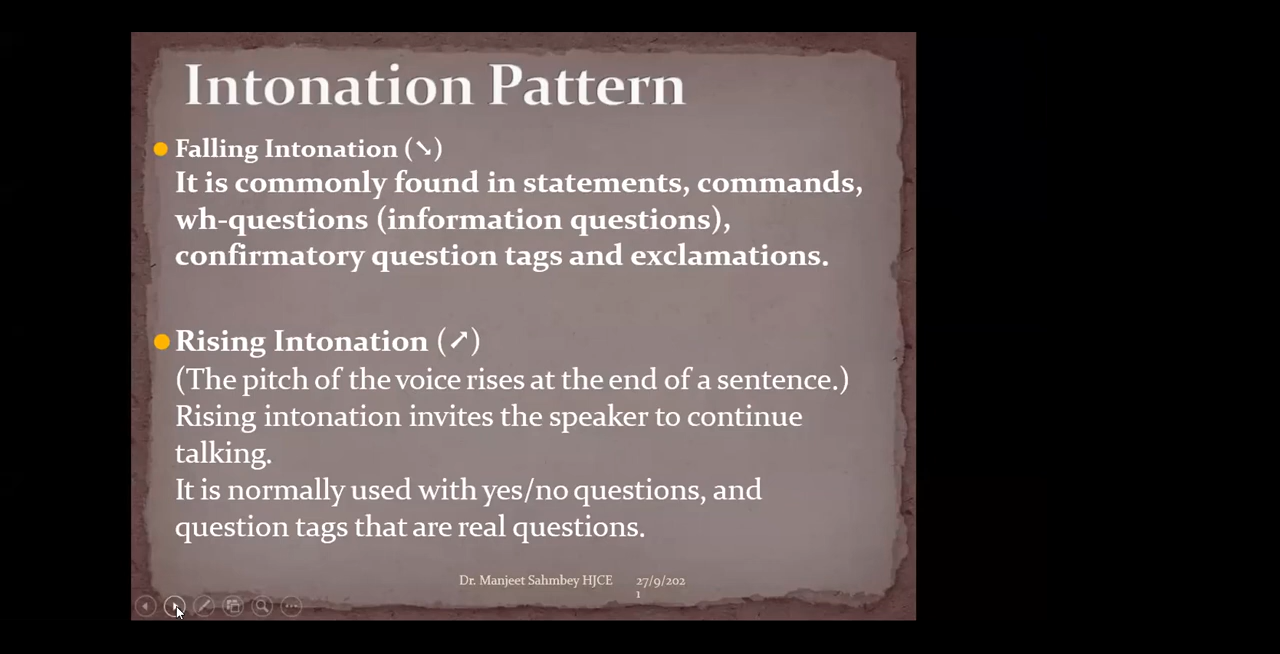 Intonation Pattern
Falling Intonation (↘)
It is commonly found in statements, commands,
wh-questions (information questions),
confirmatory question tags and exclamations.
Rising Intonation (↗)
(The pitch of the voice rises at the end of a sentence.)
Rising intonation invites the speaker to continue
talking.
It is normally used with yes/no questions, and
question tags that are real questions.
Dr. Manjeet Sahmbey HJCE 27/9/202
1